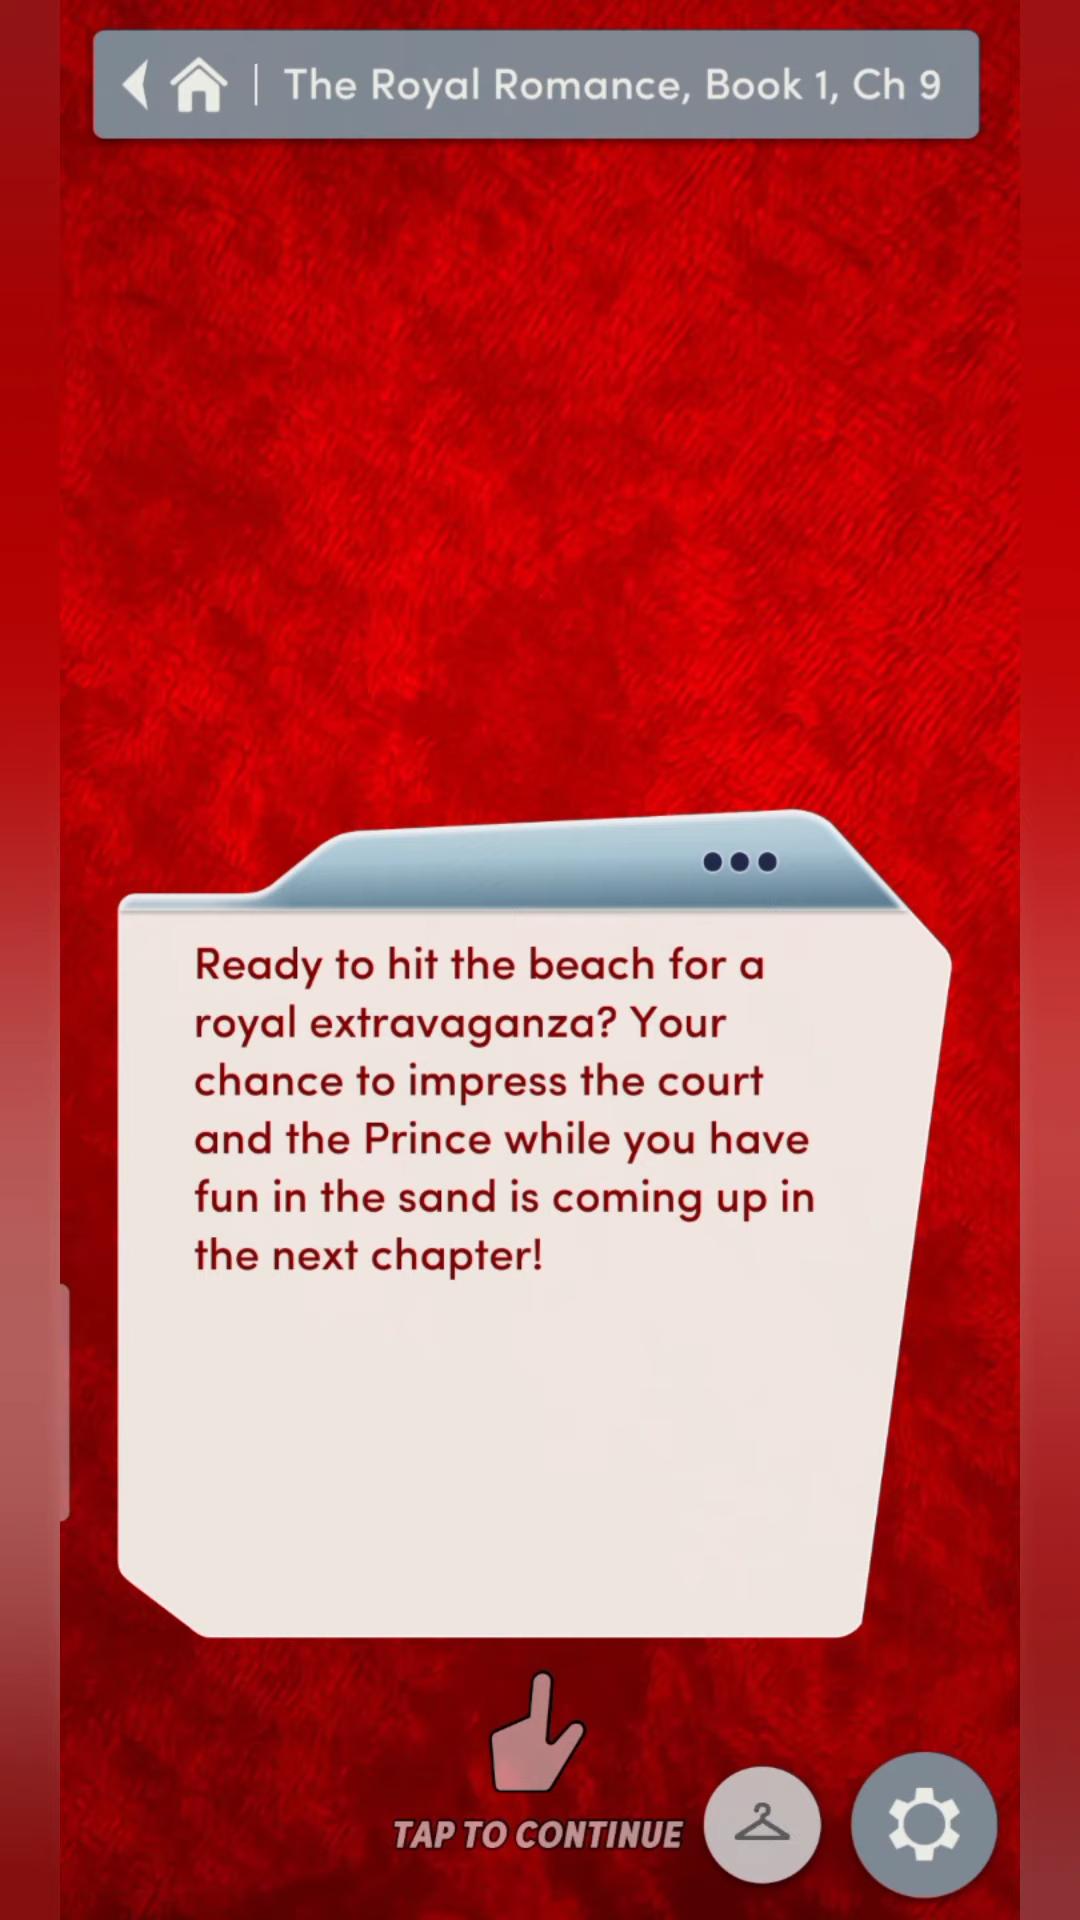 The Royal Romance, Book 1, Ch 9
Ready to hit the beach for a
royal extravaganza? Your
chance to impress the court
and the Prince while you have
fun in the sand is coming up in
the next chapter!
TAP TO CONTINUE